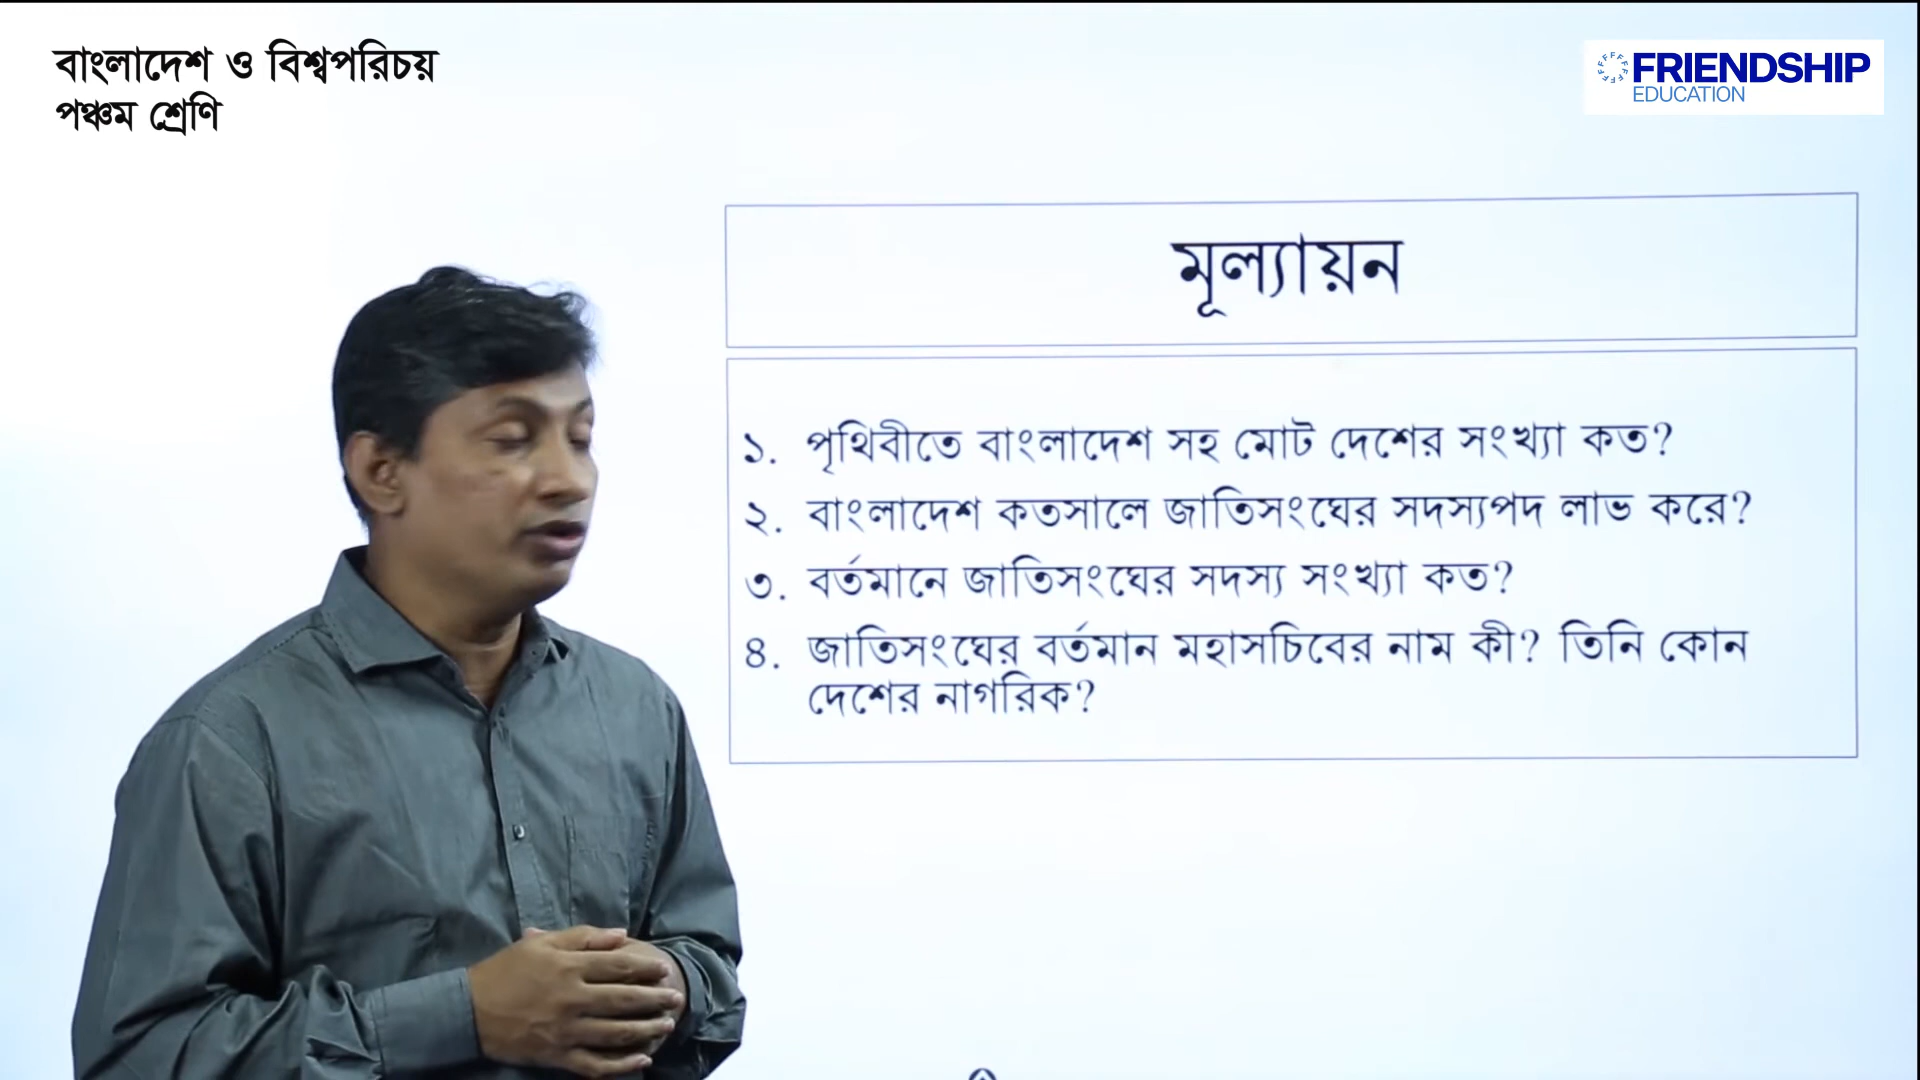 বাংলাদেশ ও বিশ্বপরিচয়
পঞ্চম শ্রেণি
FRIENDSHIP
EDUCATION
মূল্যায়ন
১. পৃথিবীতে বাংলাদেশ সহ মোট দেশের সংখ্যা কত?
২. বাংলাদেশ কতসালে জাতিসংঘের সদস্যপদ লাভ করে?
৩. বর্তমানে জাতিসংঘের সদস্য সংখ্যা কত?
৪. জাতিসংঘের বর্তমান মহাসচিবের নাম কী? তিনি কোন
দেশের নাগরিক?